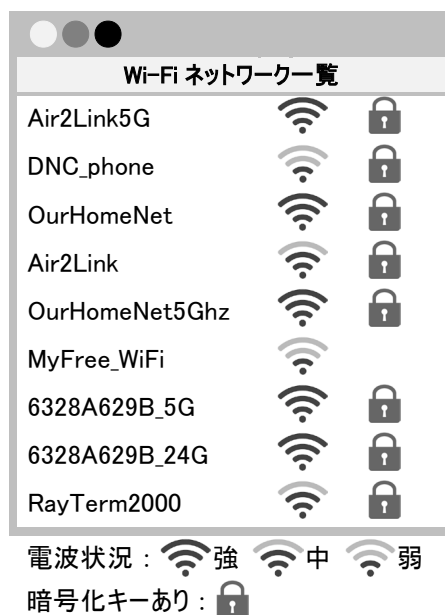 Wi-Fi ネットワーク一覧
Air2Link5G
DNC_phone
OurHomeNet
Air2Link
OurHomeNet5Ghz
MyFree_WiFi
6328A629B_5G
6328A629B_24G
RayTerm2000
電波状況：強 中 弱
暗号化キーあり：